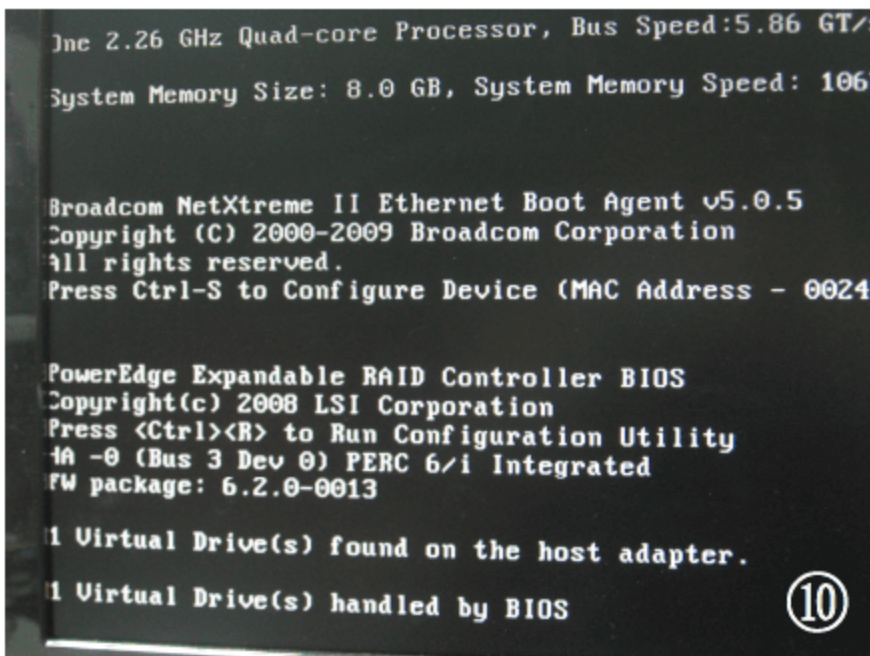 One 2.26 GHz Quad-core Processor, Bus Speed:5.86 GT/
System Memory Size: 8.0 GB, System Memory Speed: 106
Broadcom NetXtreme II Ethernet Boot Agent v5.0.5
Copyright (C) 2000-2009 Broadcom Corporation
All rights reserved.
Press Ctrl-S to Configure Device (MAC Address - 0024
PowerEdge Expandable RAID Controller BIOS
Copyright(c) 2008 LSI Corporation
Press <Ctrl><R> to Run Configuration Utility
HA -0 (Bus 3 Dev 0) PERC 6/i Integrated
FW package: 6.2.0-0013
1 Virtual Drive(s) found on the host adapter.
1 Virtual Drive(s) handled by BIOS
⑩